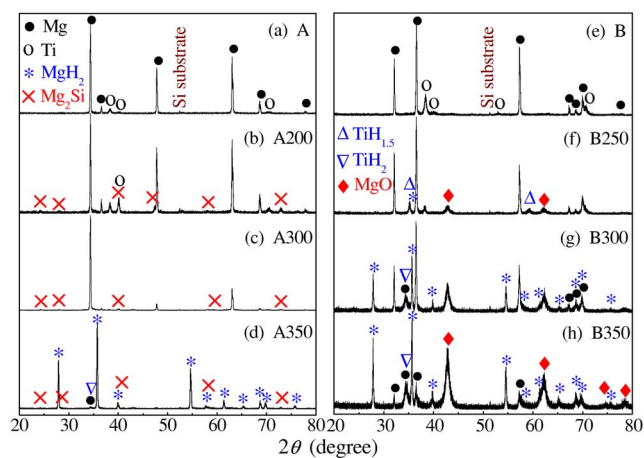 (a) A
● Mg
○ Ti
* MgH2
× Mg2Si
Si substrate
(b) A200
(c) A300
(d) A350
20 30 40 50 60 70 80
(e) B
Si substrate
(f) B250
△ TiH1.5
▽ TiH2
◆ MgO
(g) B300
(h) B350
20 30 40 50 60 70 80
2θ (degree)